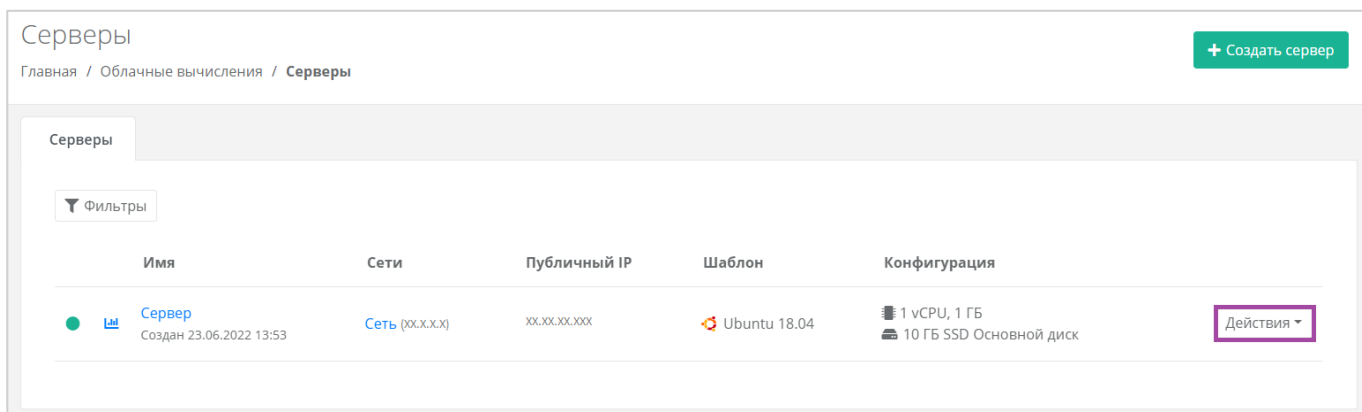 Серверы
+ Создать сервер
Главная / Облачные вычисления / Серверы
Серверы
Фильтры
Имя Сети Публичный IP Шаблон Конфигурация
Сервер Сеть (XX.X.X.X) XX.XX.XX.XXX Ubuntu 18.04 1 vCPU, 1 ГБ Действия
Создан 23.06.2022 13:53 10 ГБ SSD Основной диск